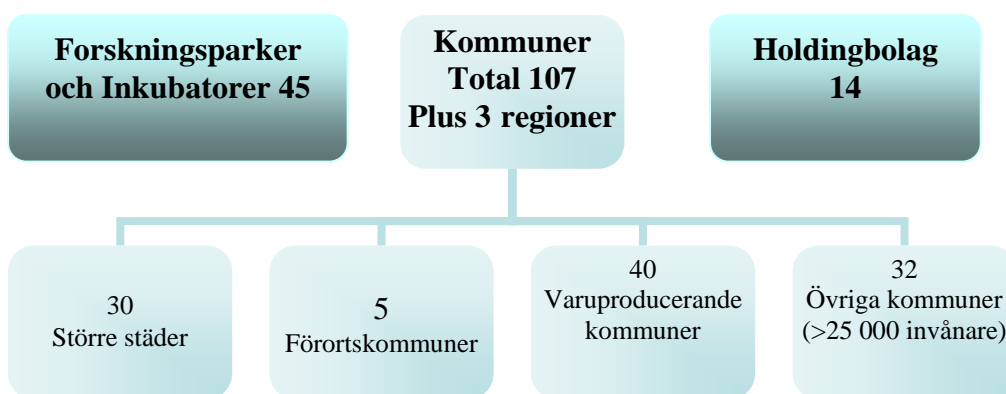 Forskningsparker
och Inkubatorer 45
Kommuner
Total 107
Plus 3 regioner
Holdingbolag
14
30
Större städer
5
Förortskommuner
40
Varuproducerande
kommuner
32
Övriga kommuner
(>25 000 invånare)